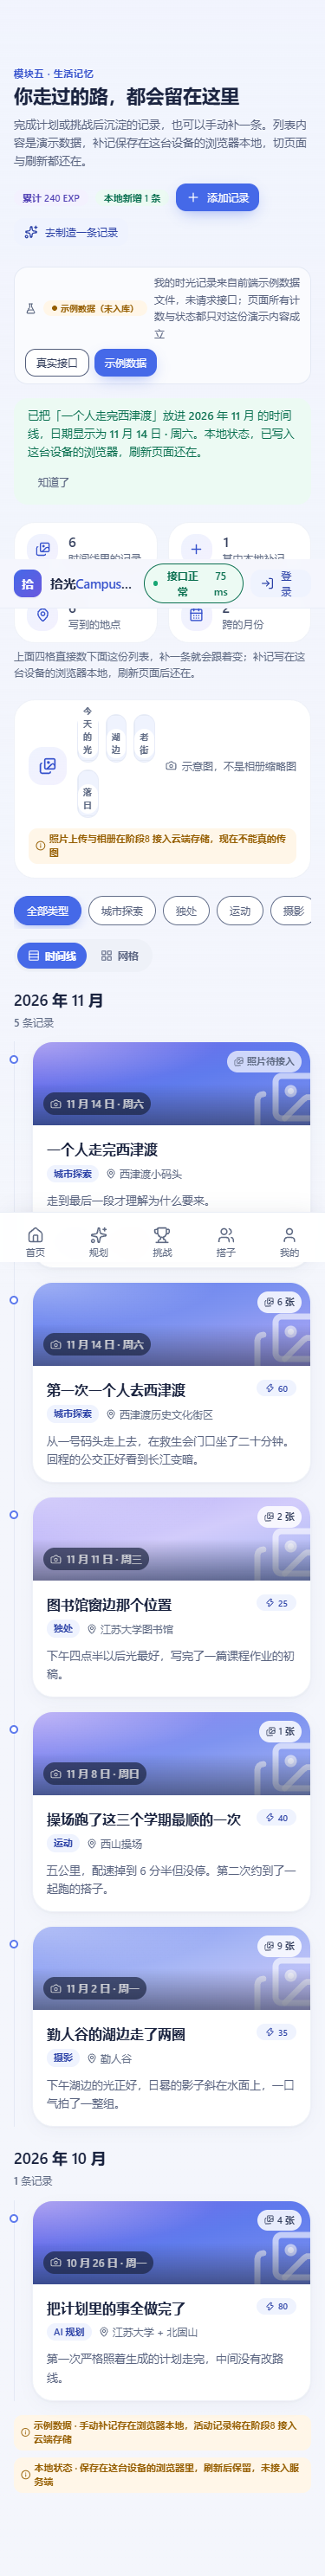 模块五 · 生活记忆
你走过的路，都会留在这里
完成计划或挑战后沉淀的记录，也可以手动补一条。列表内
容是演示数据，补记保存在这台设备的浏览器本地，切页面
与刷新都还在。
累计 240 EXP
本地新增 1 条
添加记录
去制造一条记录
示例数据（未入库）
我的时光记录来自前端示例数据
文件，未请求接口；页面所有计
数与状态都只对这份演示内容成
立
真实接口
示例数据
已把「一个人走完西津渡」放进 2026 年 11 月 的时间
线，日期显示为 11 月 14 日 · 周六。本地状态，已写入
这台设备的浏览器，刷新页面还在。
知道了
6
1
拾
拾光Campus...
接口正
常
75
ms
登
录
写到的地点
跨的月份
上面四格直接数下面这份列表，补一条就会跟着变；补记写在这
台设备的浏览器本地，刷新页面后还在。
今
天
的
光
湖
边
老
街
落
日
示意图，不是相册缩略图
照片上传与相册在阶段8 接入云端存储，现在不能真的传
图
全部类型
城市探索
独处
运动
摄影
时间线
网格
2026 年 11 月
5 条记录
照片待接入
11 月 14 日 · 周六
一个人走完西津渡
城市探索
西津渡小码头
走到最后一段才理解为什么要来。
首页
规划
挑战
搭子
我的
6 张
11 月 14 日 · 周六
第一次一个人去西津渡
60
城市探索
西津渡历史文化街区
从一号码头走上去，在救生会门口坐了二十分钟。
回程的公交正好看到长江变暗。
2 张
11 月 11 日 · 周三
图书馆窗边那个位置
25
独处
江苏大学图书馆
下午四点半以后光最好，写完了一篇课程作业的初
稿。
1 张
11 月 8 日 · 周日
操场跑了这三个学期最顺的一次
40
运动
西山操场
五公里，配速掉到 6 分半但没停。第二次约到了一
起跑的搭子。
9 张
11 月 2 日 · 周一
勤人谷的湖边走了两圈
35
摄影
勤人谷
下午湖边的光正好，日晷的影子斜在水面上，一口
气拍了一整组。
2026 年 10 月
1 条记录
4 张
10 月 26 日 · 周一
把计划里的事全做完了
80
AI 规划
江苏大学 + 北固山
第一次严格照着生成的计划走完，中间没有改路
线。
示例数据 · 手动补记存在浏览器本地，活动记录将在阶段8 接入
云端存储
本地状态 · 保存在这台设备的浏览器里，刷新后保留，未接入服
务端